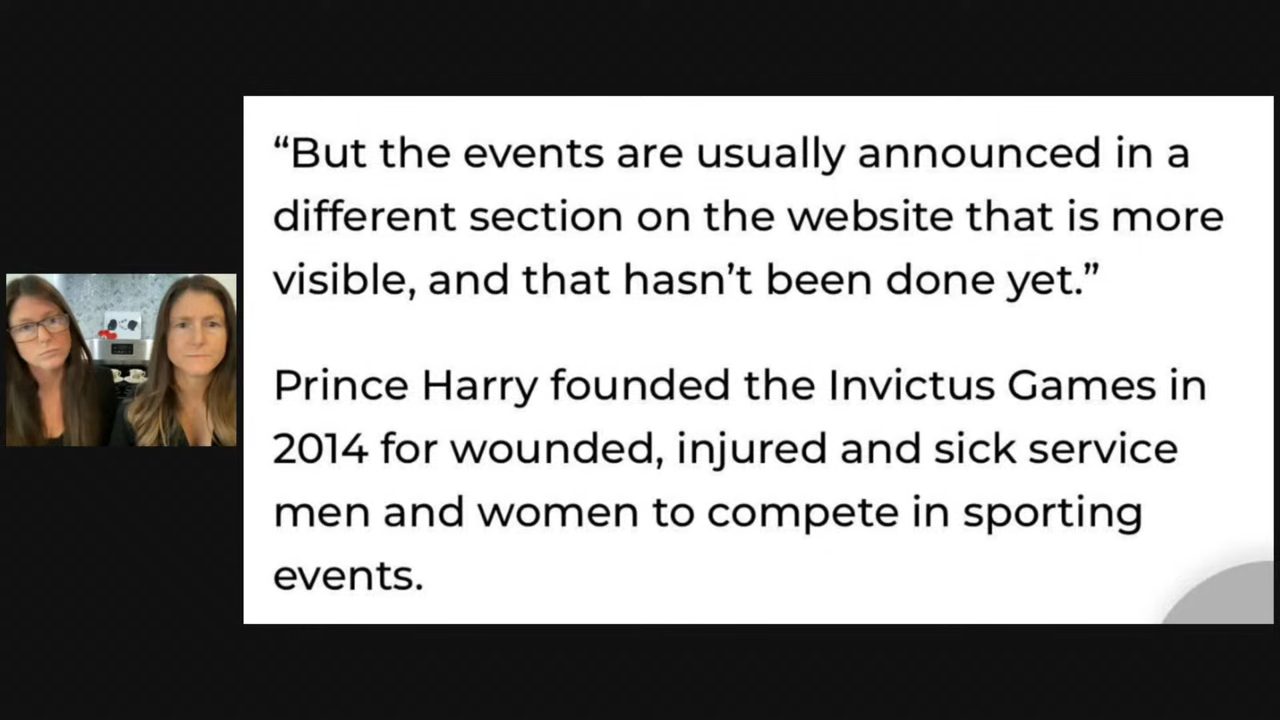 “But the events are usually announced in a
different section on the website that is more
visible, and that hasn’t been done yet.”
Prince Harry founded the Invictus Games in
2014 for wounded, injured and sick service
men and women to compete in sporting
events.